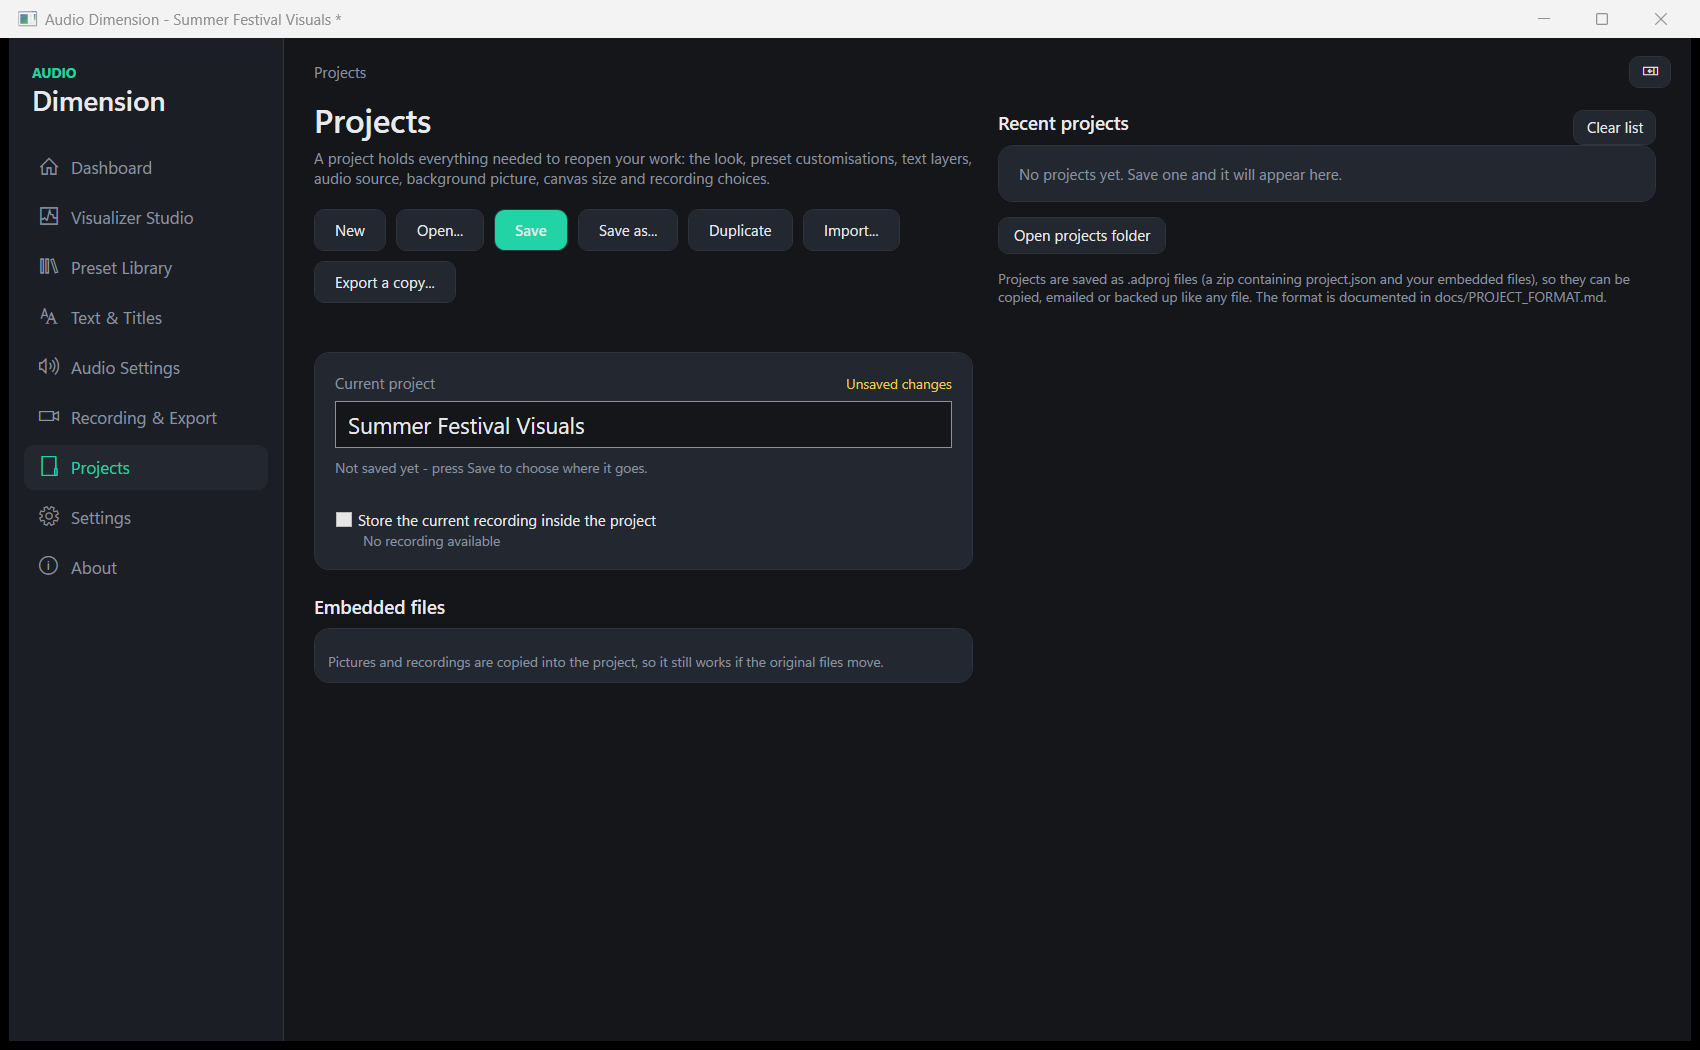 Audio Dimension - Summer Festival Visuals *
AUDIO
Dimension
Dashboard
Visualizer Studio
Preset Library
Text & Titles
Audio Settings
Recording & Export
Projects
Settings
About
Projects
Projects
A project holds everything needed to reopen your work: the look, preset customisations, text layers,
audio source, background picture, canvas size and recording choices.
New
Open...
Save
Save as...
Duplicate
Import...
Export a copy...
Current project
Unsaved changes
Summer Festival Visuals
Not saved yet - press Save to choose where it goes.
Store the current recording inside the project
No recording available
Embedded files
Pictures and recordings are copied into the project, so it still works if the original files move.
Recent projects
Clear list
No projects yet. Save one and it will appear here.
Open projects folder
Projects are saved as .adproj files (a zip containing project.json and your embedded files), so they can be
copied, emailed or backed up like any file. The format is documented in docs/PROJECT_FORMAT.md.